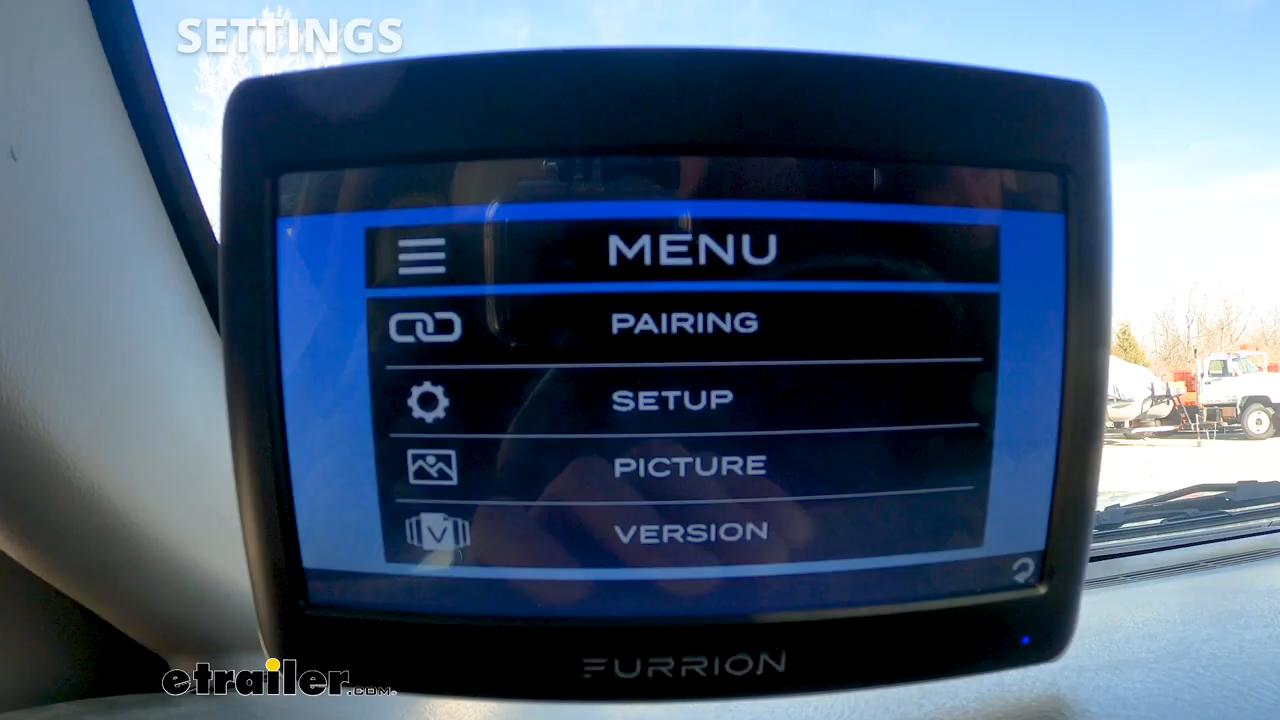 SETTINGS
MENU
PAIRING
SETUP
PICTURE
V VERSION
FURRION
etrailer.com.